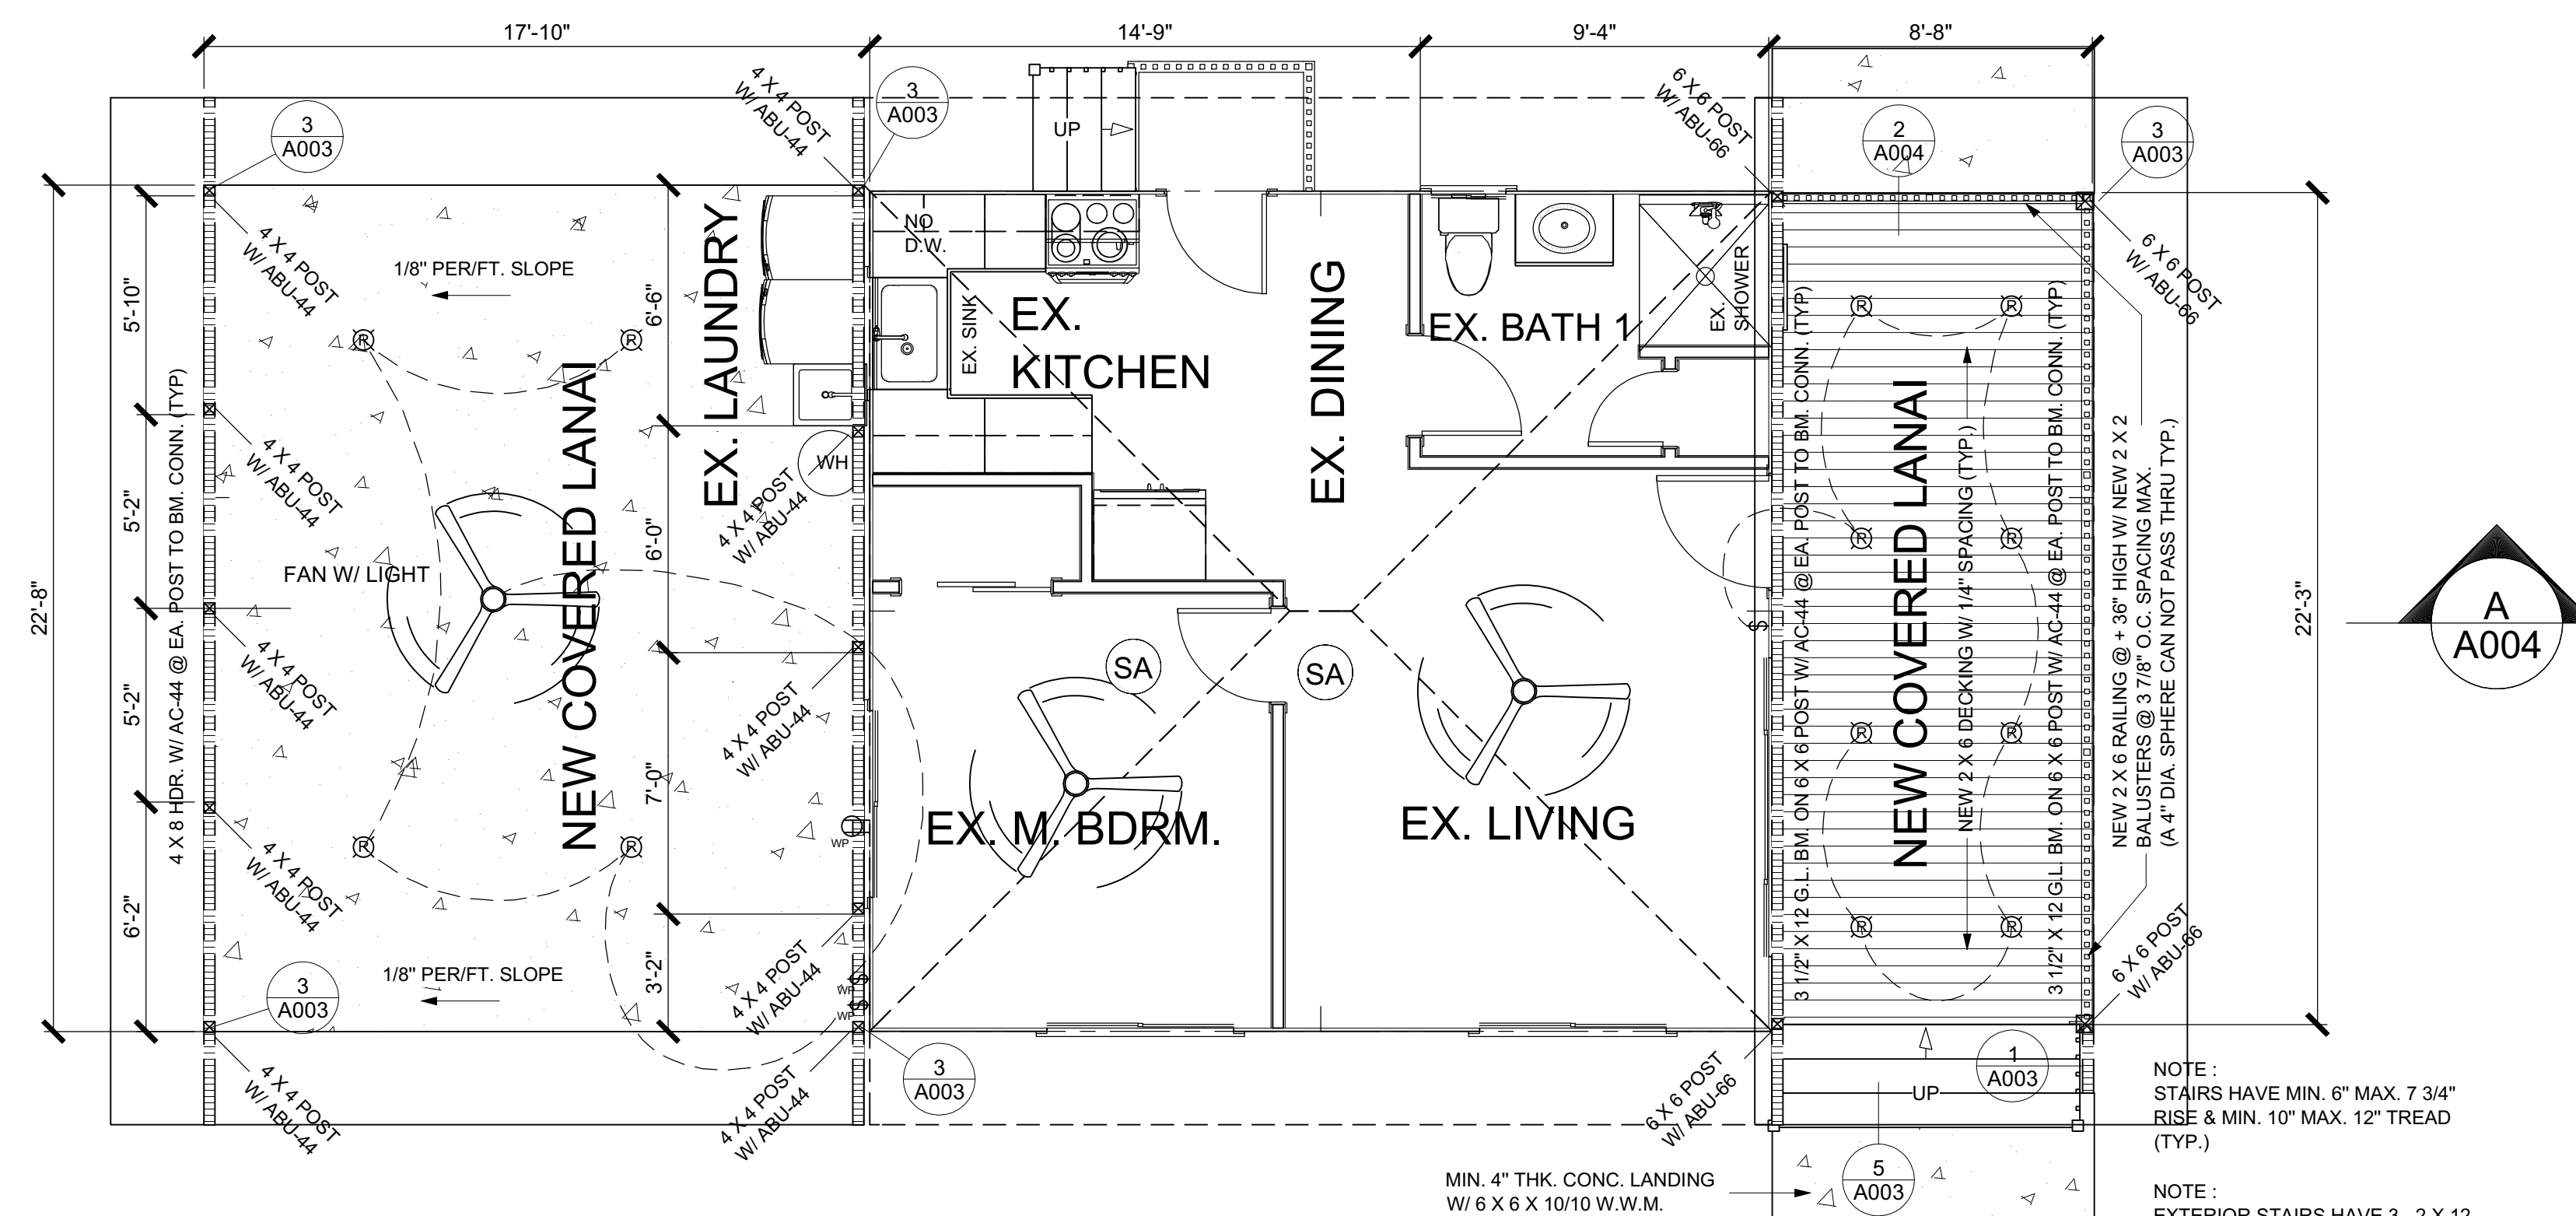 17'-10"
14'-9"
9'-4"
8'-8"
3
A003
4 X 4 POST
W/ ABU-44
3
A003
UP
6 X 6 POST
W/ ABU-66
2
A004
3
A003
4 X 4 POST
W/ ABU-44
1/8" PER/FT. SLOPE
5'-10"
6'-6"
EX. LAUNDRY
NO
D.W.
EX. SINK
EX.
KITCHEN
EX. DINING
EX. BATH 1
EX.
SHOWER
6 X 6 POST
W/ ABU-66
R
R
R
R
4 X 8 HDR. W/ AC-44 @ EA. POST TO BM. CONN. (TYP)
4 X 4 POST
W/ ABU-44
NEW COVERED LANAI
WH
4 X 4 POST
W/ ABU-44
5'-2"
6'-0"
FAN W/ LIGHT
22'-8"
3 1/2" X 12 G.L. BM. ON 6 X 6 POST W/ AC-44 @ EA. POST TO BM. CONN. (TYP)
NEW COVERED LANAI
NEW 2 X 6 DECKING W/ 1/4" SPACING (TYP.)
R
R
3 1/2" X 12 G.L. BM. ON 6 X 6 POST W/ AC-44 @ EA. POST TO BM. CONN. (TYP)
NEW 2 X 6 RAILING @ + 36" HIGH W/ NEW 2 X 2
BALUSTERS @ 3 7/8" O.C. SPACING MAX.
(A 4" DIA. SPHERE CAN NOT PASS THRU TYP.)
22'-3"
A
A004
4 X 4 POST
W/ ABU-44
5'-2"
4 X 4 POST
W/ ABU-44
7'-0"
SA
SA
$
R
R
R
R
WP
EX. M. BDRM.
EX. LIVING
4 X 4 POST
W/ ABU-44
6'-2"
R
R
1/8" PER/FT. SLOPE
3
A003
3'-2"
4 X 4 POST
W/ ABU-44
$
WP
$
WP
6 X 6 POST
W/ ABU-66
4 X 4 POST
W/ ABU-44
4 X 4 POST
W/ ABU-44
3
A003
6 X 6 POST
W/ ABU-66
UP
1
A003
NOTE :
STAIRS HAVE MIN. 6" MAX. 7 3/4"
RISE & MIN. 10" MAX. 12" TREAD
(TYP.)
MIN. 4" THK. CONC. LANDING
W/ 6 X 6 X 10/10 W.W.M.
5
A003
NOTE :
EXTERIOR STAIRS HAVE 3 - 2 X 12